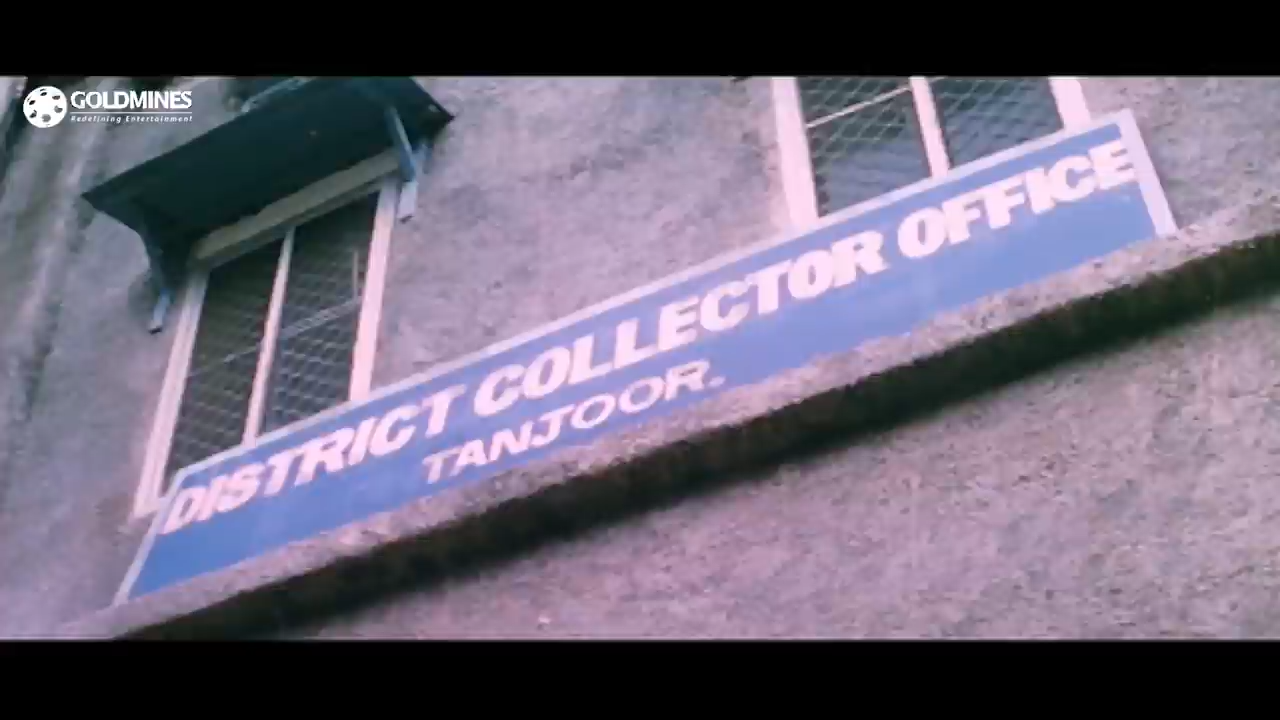 GOLDMINES
Redefining Entertainment
DISTRICT COLLECTOR OFFICE
TANJOOR.